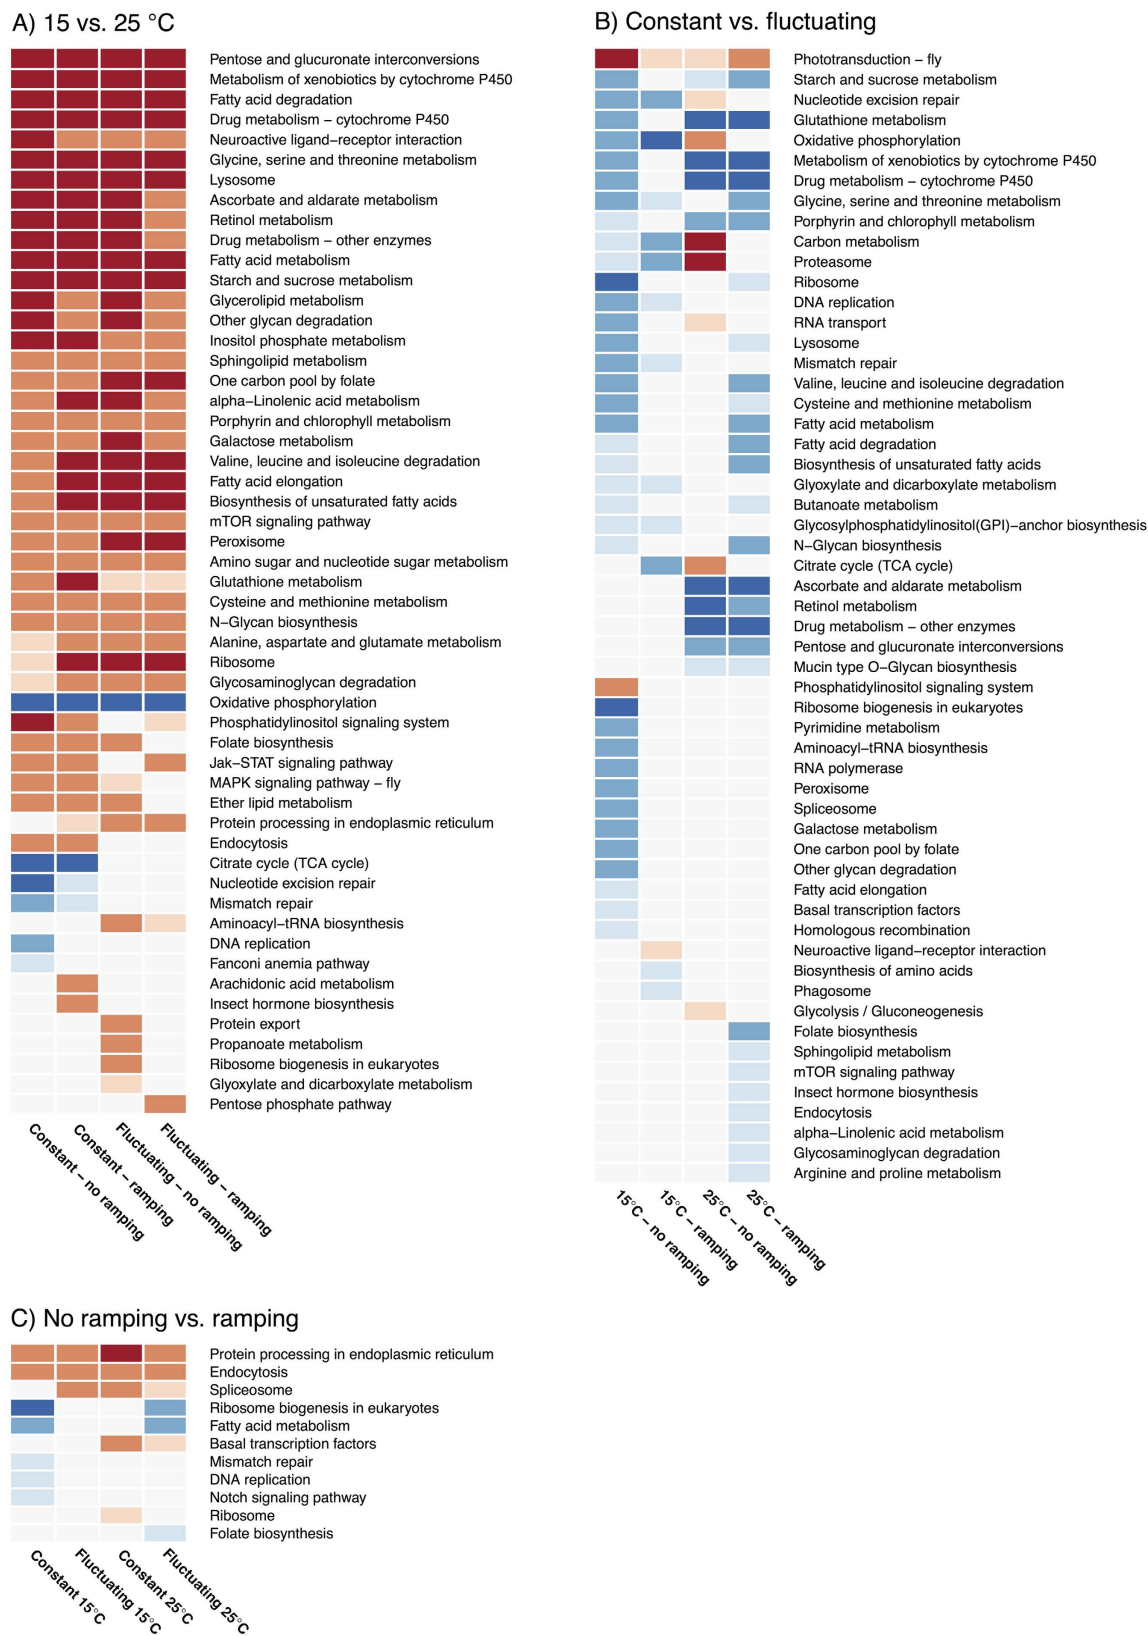 A) 15 vs. 25 °C
Pentose and glucuronate interconversions
Metabolism of xenobiotics by cytochrome P450
Fatty acid degradation
Drug metabolism – cytochrome P450
Neuroactive ligand–receptor interaction
Glycine, serine and threonine metabolism
Lysosome
Ascorbate and aldarate metabolism
Retinol metabolism
Drug metabolism – other enzymes
Fatty acid metabolism
Starch and sucrose metabolism
Glycerolipid metabolism
Other glycan degradation
Inositol phosphate metabolism
Sphingolipid metabolism
One carbon pool by folate
alpha–Linolenic acid metabolism
Porphyrin and chlorophyll metabolism
Galactose metabolism
Valine, leucine and isoleucine degradation
Fatty acid elongation
Biosynthesis of unsaturated fatty acids
mTOR signaling pathway
Peroxisome
Amino sugar and nucleotide sugar metabolism
Glutathione metabolism
Cysteine and methionine metabolism
N–Glycan biosynthesis
Alanine, aspartate and glutamate metabolism
Ribosome
Glycosaminoglycan degradation
Oxidative phosphorylation
Phosphatidylinositol signaling system
Folate biosynthesis
Jak–STAT signaling pathway
MAPK signaling pathway – fly
Ether lipid metabolism
Protein processing in endoplasmic reticulum
Endocytosis
Citrate cycle (TCA cycle)
Nucleotide excision repair
Mismatch repair
Aminoacyl–tRNA biosynthesis
DNA replication
Fanconi anemia pathway
Arachidonic acid metabolism
Insect hormone biosynthesis
Protein export
Propanoate metabolism
Ribosome biogenesis in eukaryotes
Glyoxylate and dicarboxylate metabolism
Pentose phosphate pathway
Constant – no ramping
Constant – ramping
Fluctuating – no ramping
Fluctuating – ramping
B) Constant vs. fluctuating
Phototransduction – fly
Starch and sucrose metabolism
Nucleotide excision repair
Glutathione metabolism
Oxidative phosphorylation
Metabolism of xenobiotics by cytochrome P450
Drug metabolism – cytochrome P450
Glycine, serine and threonine metabolism
Porphyrin and chlorophyll metabolism
Carbon metabolism
Proteasome
Ribosome
DNA replication
RNA transport
Lysosome
Mismatch repair
Valine, leucine and isoleucine degradation
Cysteine and methionine metabolism
Fatty acid metabolism
Fatty acid degradation
Biosynthesis of unsaturated fatty acids
Glyoxylate and dicarboxylate metabolism
Butanoate metabolism
Glycosylphosphatidylinositol(GPI)–anchor biosynthesis
N–Glycan biosynthesis
Citrate cycle (TCA cycle)
Ascorbate and aldarate metabolism
Retinol metabolism
Drug metabolism – other enzymes
Pentose and glucuronate interconversions
Mucin type O–Glycan biosynthesis
Phosphatidylinositol signaling system
Ribosome biogenesis in eukaryotes
Pyrimidine metabolism
Aminoacyl–tRNA biosynthesis
RNA polymerase
Peroxisome
Spliceosome
Galactose metabolism
One carbon pool by folate
Other glycan degradation
Fatty acid elongation
Basal transcription factors
Homologous recombination
Neuroactive ligand–receptor interaction
Biosynthesis of amino acids
Phagosome
Glycolysis / Gluconeogenesis
Folate biosynthesis
Sphingolipid metabolism
mTOR signaling pathway
Insect hormone biosynthesis
Endocytosis
alpha–Linolenic acid metabolism
Glycosaminoglycan degradation
Arginine and proline metabolism
15°C – no ramping
15°C – ramping
25°C – no ramping
25°C – ramping
C) No ramping vs. ramping
Protein processing in endoplasmic reticulum
Endocytosis
Spliceosome
Ribosome biogenesis in eukaryotes
Fatty acid metabolism
Basal transcription factors
Mismatch repair
DNA replication
Notch signaling pathway
Ribosome
Folate biosynthesis
Constant 15°C
Fluctuating 15°C
Constant 25°C
Fluctuating 25°C